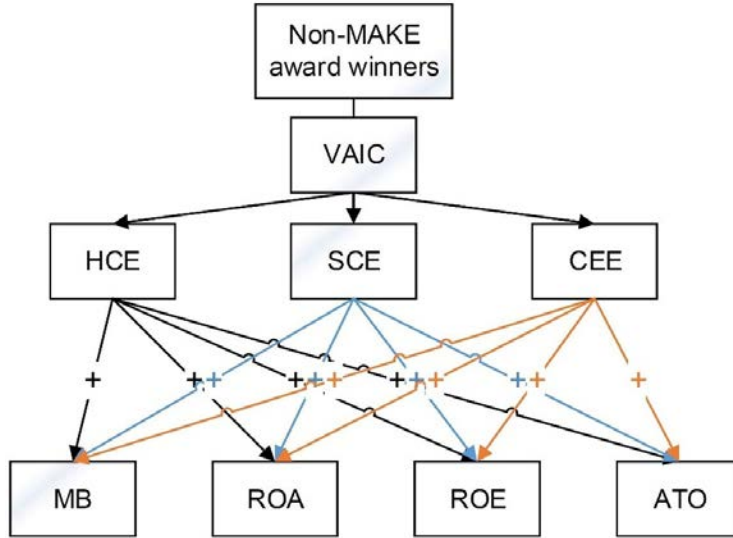 Non-MAKE
award winners
VAIC
HCE SCE CEE
+ + + + + + + + + + + +
MB ROA ROE ATO